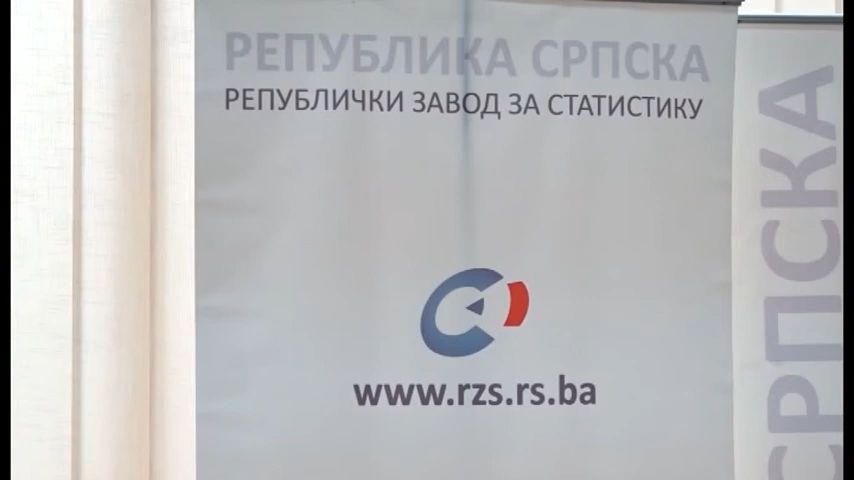 РЕПУБЛИКА СРПСКА
РЕПУБЛИЧКИ ЗАВОД ЗА СТАТИСТИКУ
www.rzs.rs.ba
СРПСКА